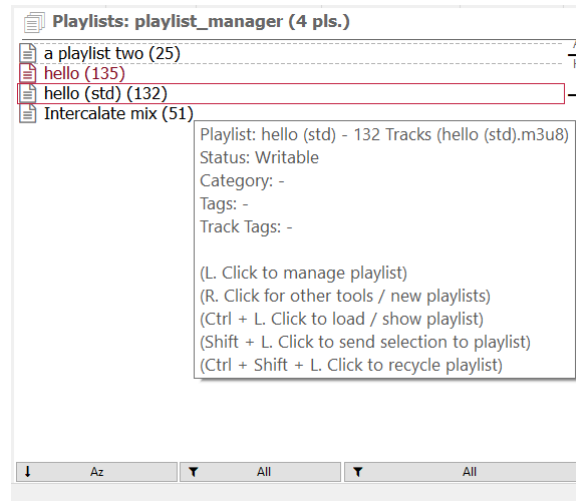 Playlists: playlist_manager (4 pls.)
a playlist two (25)
hello (135)
hello (std) (132)
Intercalate mix (51)
Playlist: hello (std) - 132 Tracks (hello (std).m3u8)
Status: Writable
Category: -
Tags: -
Track Tags: -
(L. Click to manage playlist)
(R. Click for other tools / new playlists)
(Ctrl + L. Click to load / show playlist)
(Shift + L. Click to send selection to playlist)
(Ctrl + Shift + L. Click to recycle playlist)
Az All All